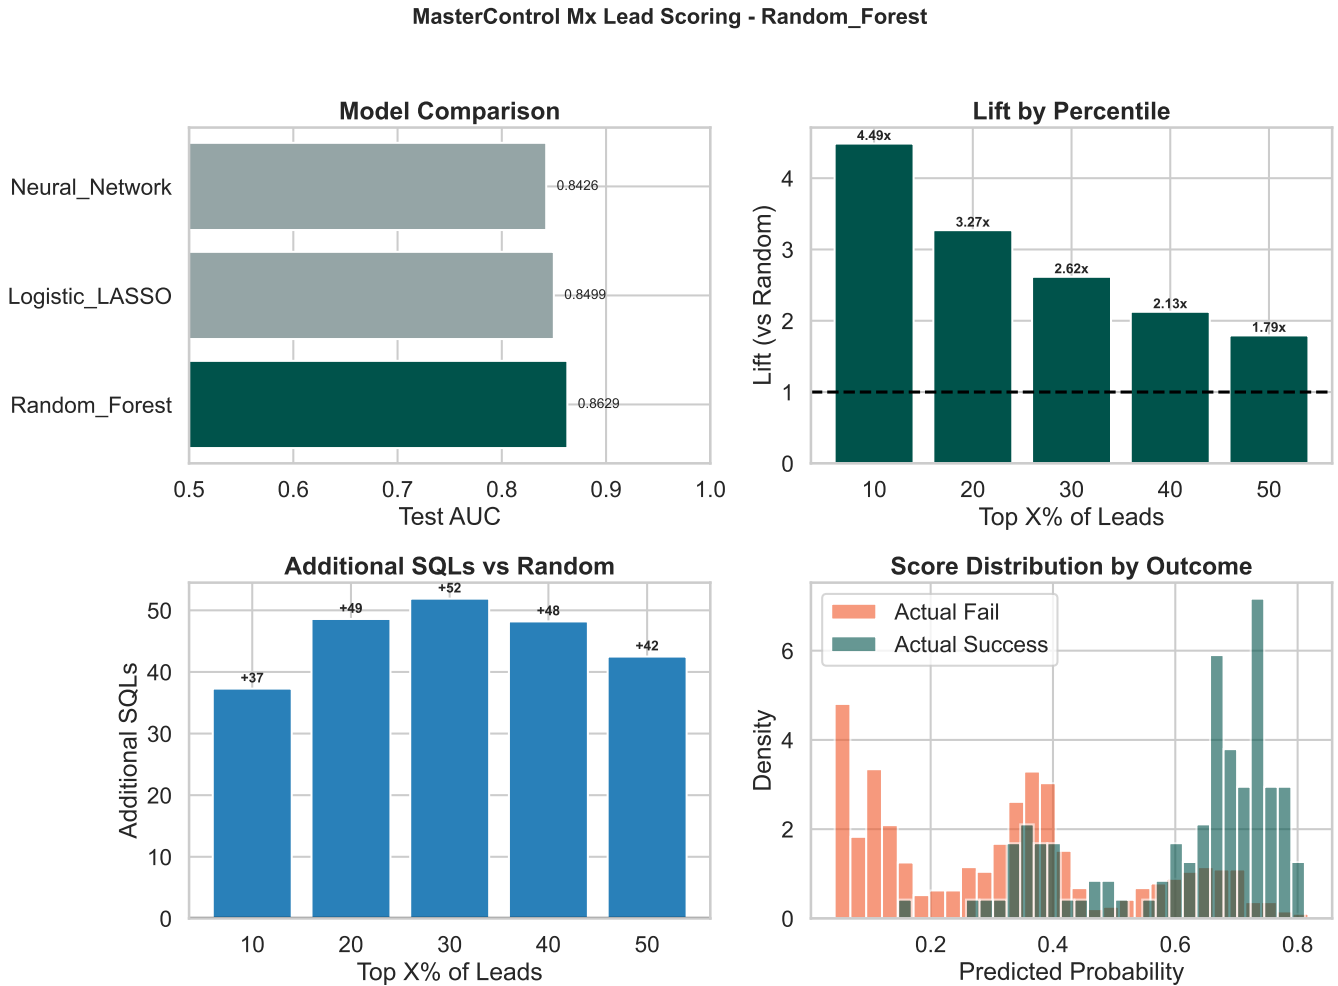 MasterControl Mx Lead Scoring - Random_Forest
Model Comparison
Neural_Network
Logistic_LASSO
Random_Forest
0.8426
0.8499
0.8629
0.5 0.6 0.7 0.8 0.9 1.0
Test AUC
Lift by Percentile
Lift (vs Random)
4
3
2
1
0
4.49x
3.27x
2.62x
2.13x
1.79x
10 20 30 40 50
Top X% of Leads
Additional SQLs vs Random
Additional SQLs
50
40
30
20
10
0
+37
+49
+52
+48
+42
10 20 30 40 50
Top X% of Leads
Score Distribution by Outcome
Actual Fail
Actual Success
Density
6
4
2
0
0.2 0.4 0.6 0.8
Predicted Probability